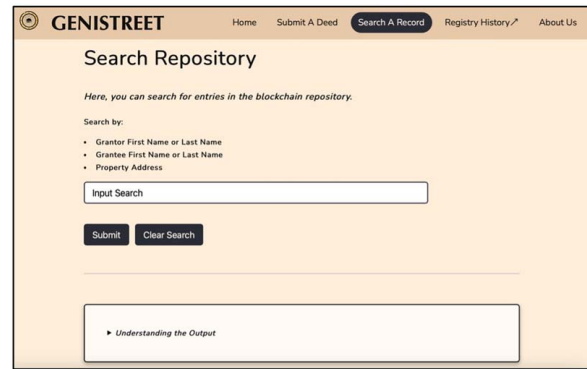 GENISTREET
Home Submit A Deed Search A Record Registry History↗ About Us
Search Repository
Here, you can search for entries in the blockchain repository.
Search by:
• Grantor First Name or Last Name
• Grantee First Name or Last Name
• Property Address
Input Search
Submit Clear Search
▶ Understanding the Output